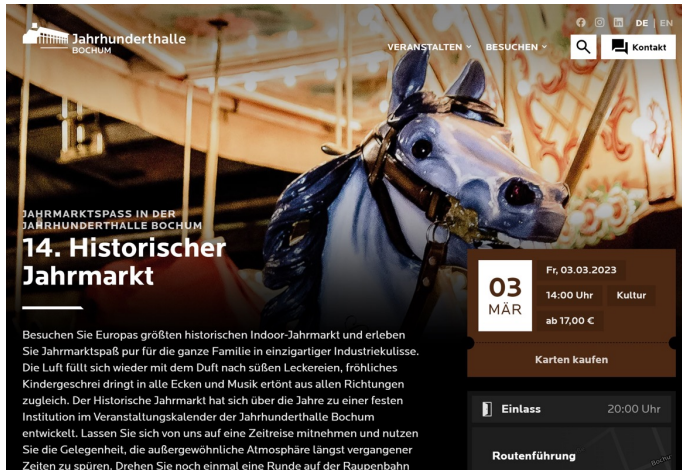 DE | EN
Jahrhunderthalle
BOCHUM
VERANSTALTEN
BESUCHEN
Kontakt
JAHRMARKTSPASS IN DER
JAHRHUNDERTHALLE BOCHUM
14. Historischer
Jahrmarkt
03
MÄR
Fr, 03.03.2023
14:00 Uhr
Kultur
ab 17,00 €
Karten kaufen
Besuchen Sie Europas größten historischen Indoor-Jahrmarkt und erleben
Sie Jahrmarktspaß pur für die ganze Familie in einzigartiger Industriekulisse.
Die Luft füllt sich wieder mit dem Duft nach süßen Leckereien, fröhliches
Kindergeschrei dringt in alle Ecken und Musik ertönt aus allen Richtungen
zugleich. Der Historische Jahrmarkt hat sich über die Jahre zu einer festen
Institution im Veranstaltungskalender der Jahrhunderthalle Bochum
entwickelt. Lassen Sie sich von uns auf eine Zeitreise mitnehmen und nutzen
Sie die Gelegenheit, die außergewöhnliche Atmosphäre längst vergangener
Zeiten zu spüren. Drehen Sie noch einmal eine Runde auf der Raupenbahn
Einlass
20:00 Uhr
Routenführung